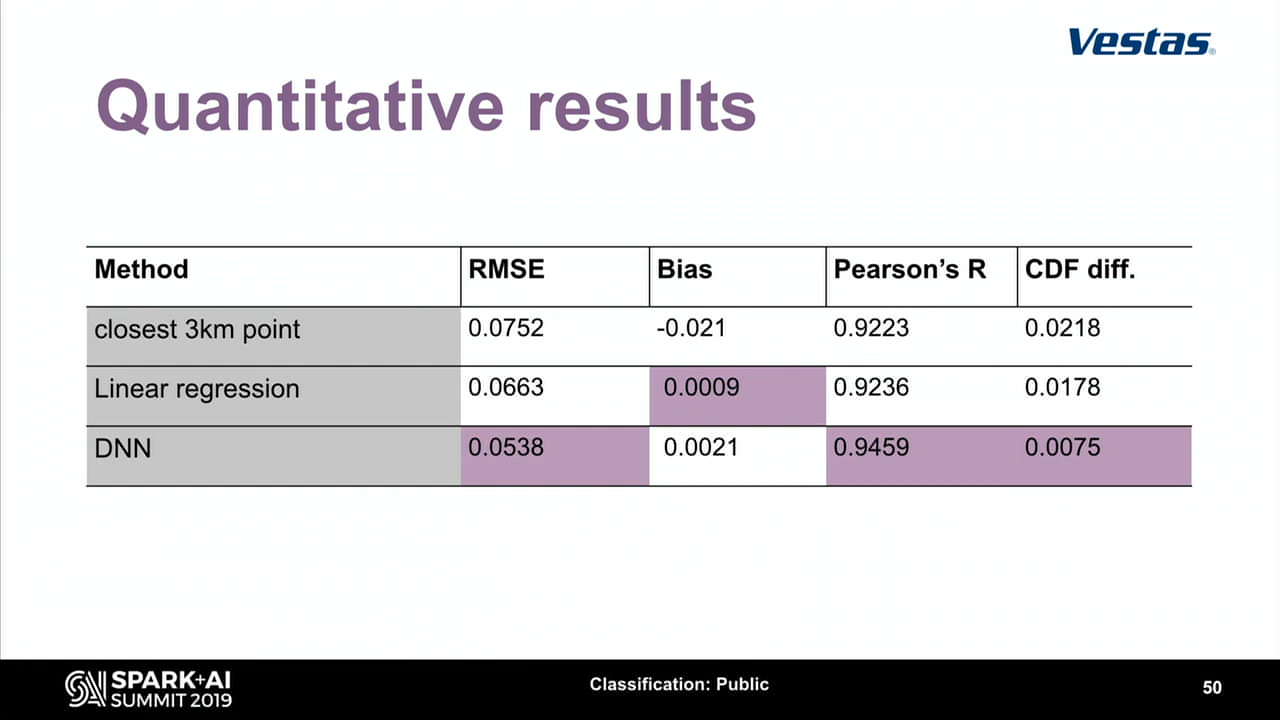 Vestas®
Quantitative results
Method RMSE Bias Pearson’s R CDF diff.
closest 3km point 0.0752 -0.021 0.9223 0.0218
Linear regression 0.0663 0.0009 0.9236 0.0178
DNN 0.0538 0.0021 0.9459 0.0075
SPARK+AI
SUMMIT 2019
Classification: Public
50